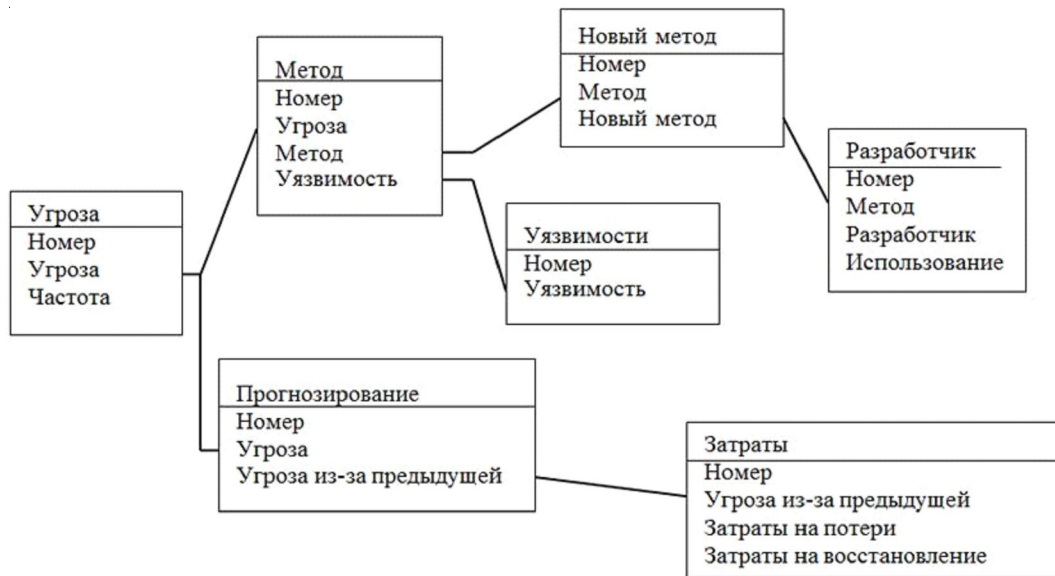 Новый метод
Номер
Метод
Новый метод
Метод
Номер
Угроза
Метод
Уязвимость
Разработчик
Номер
Метод
Разработчик
Использование
Угроза
Номер
Угроза
Частота
Уязвимости
Номер
Уязвимость
Прогнозирование
Номер
Угроза
Угроза из-за предыдущей
Затраты
Номер
Угроза из-за предыдущей
Затраты на потери
Затраты на восстановление